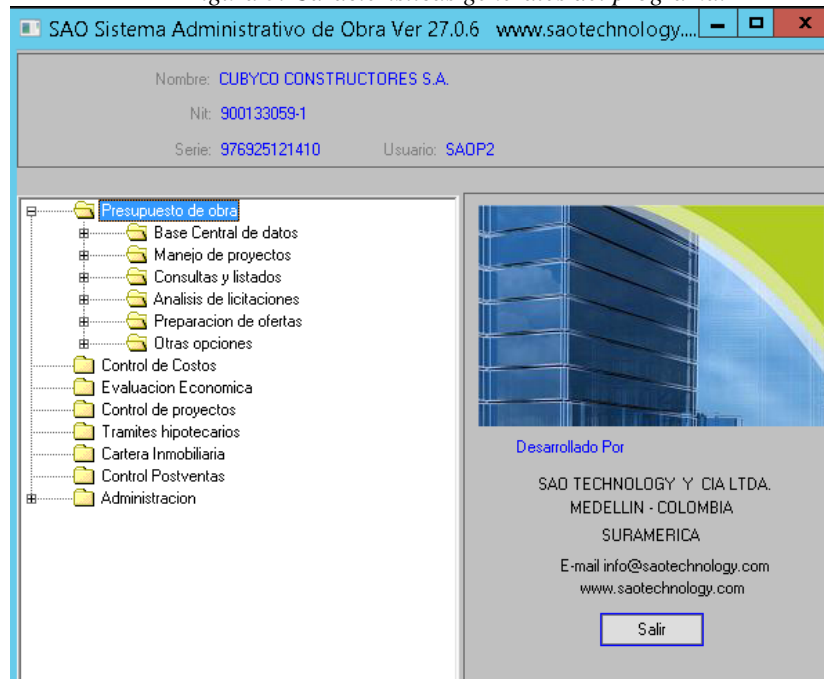 SAO Sistema Administrativo de Obra Ver 27.0.6 www.saotechnology....
Nombre: CUBYCO CONSTRUCTORES S.A.
Nit: 900133059-1
Serie: 976925121410 Usuario: SAOP2
Presupuesto de obra
Base Central de datos
Manejo de proyectos
Consultas y listados
Analisis de licitaciones
Preparacion de ofertas
Otras opciones
Control de Costos
Evaluacion Economica
Control de proyectos
Tramites hipotecarios
Cartera Inmobiliaria
Control Postventas
Administracion
Desarrollado Por
SAO TECHNOLOGY Y CIA LTDA.
MEDELLIN - COLOMBIA
SURAMERICA
E-mail info@saotechnology.com
www.saotechnology.com
Salir